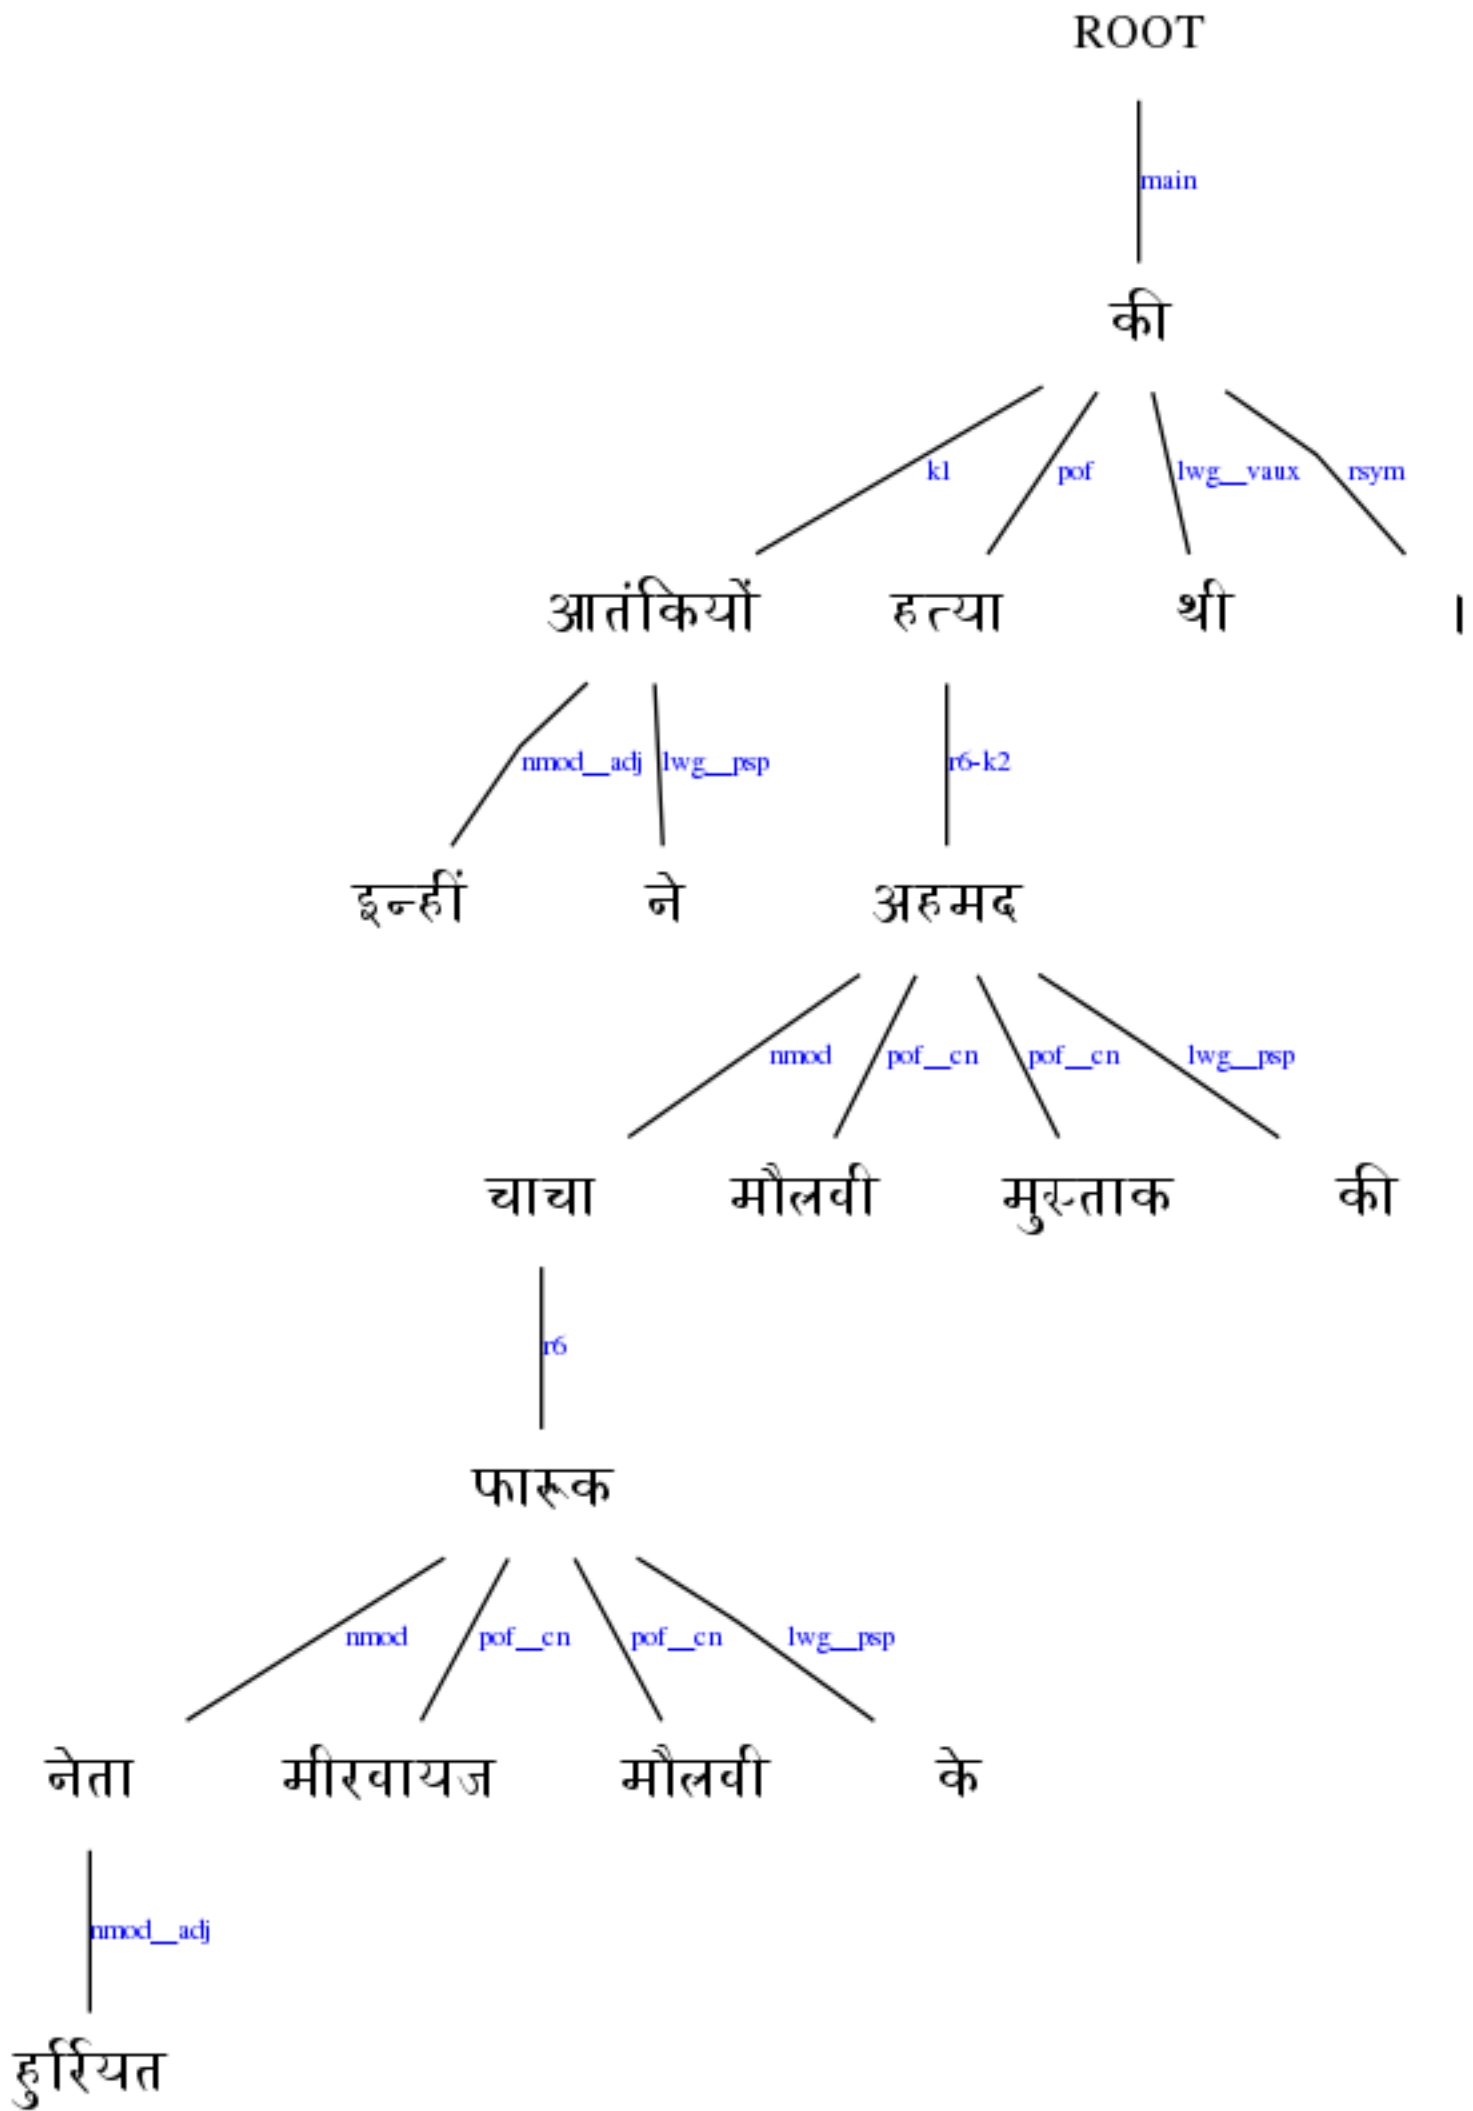 ROOT
main
की
k1 pof lwg__vaux rsym
आतंकियों हत्या थी ।
nmod__adj lwg__psp r6-k2
इन्हीं ने अहमद
nmod pof__cn pof__cn lwg__psp
चाचा मौलवी मुस्ताक की
r6
फारूक
nmod pof__cn pof__cn lwg__psp
नेता मीरवायज मौलवी के
nmod__adj
हुर्रियत